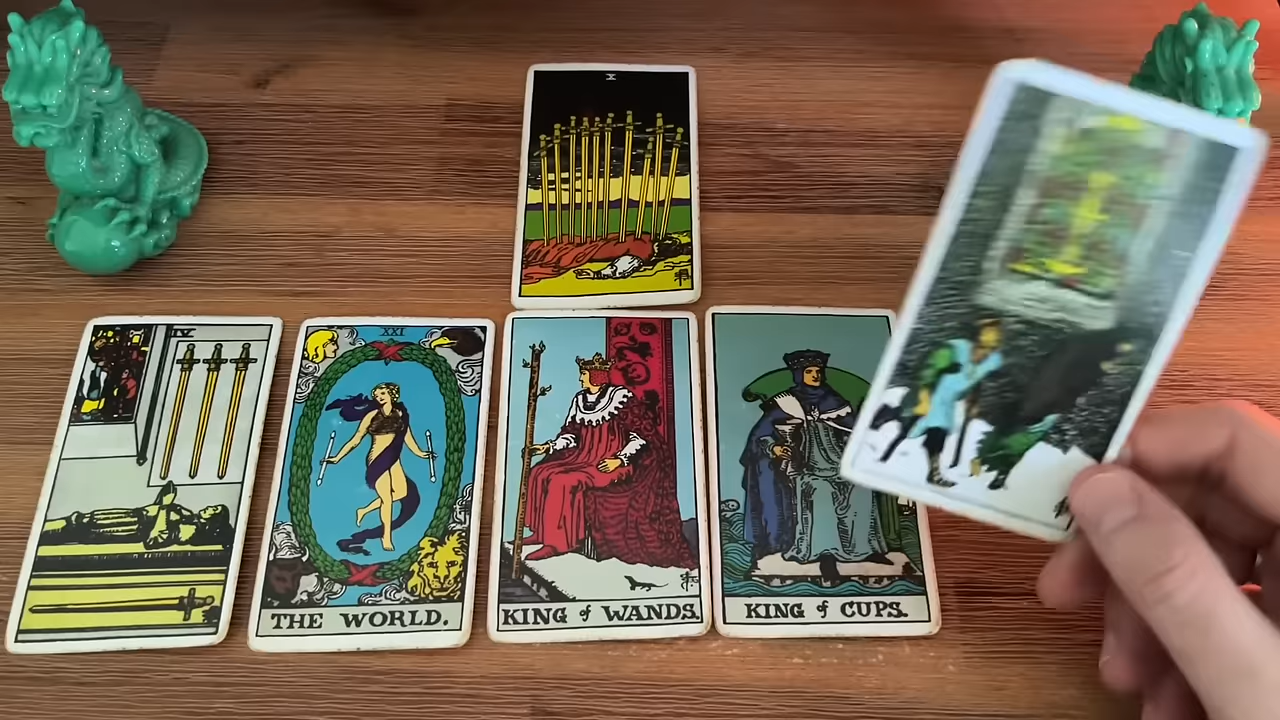 X
IV
XXI
THE WORLD.
KING of WANDS.
KING of CUPS.